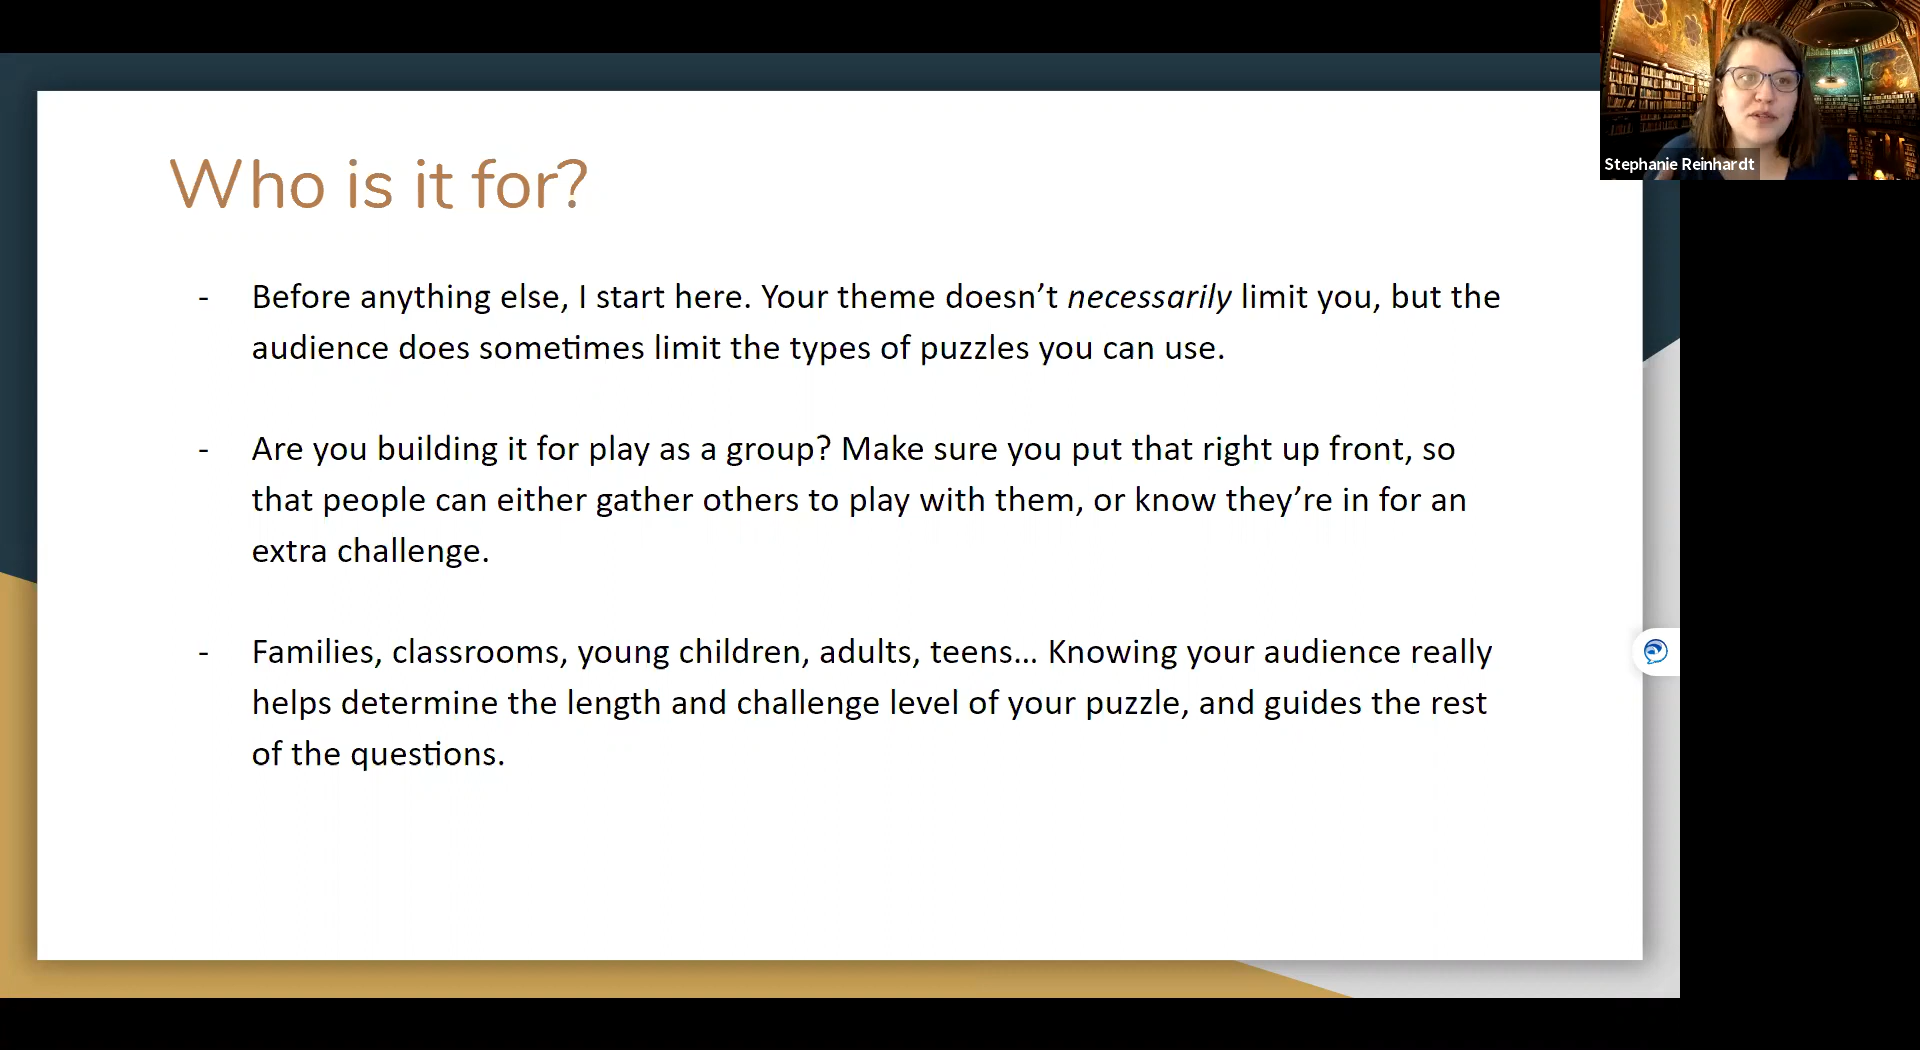 Who is it for?
- Before anything else, I start here. Your theme doesn’t necessarily limit you, but the
audience does sometimes limit the types of puzzles you can use.
- Are you building it for play as a group? Make sure you put that right up front, so
that people can either gather others to play with them, or know they’re in for an
extra challenge.
- Families, classrooms, young children, adults, teens... Knowing your audience really
helps determine the length and challenge level of your puzzle, and guides the rest
of the questions.
Stephanie Reinhardt